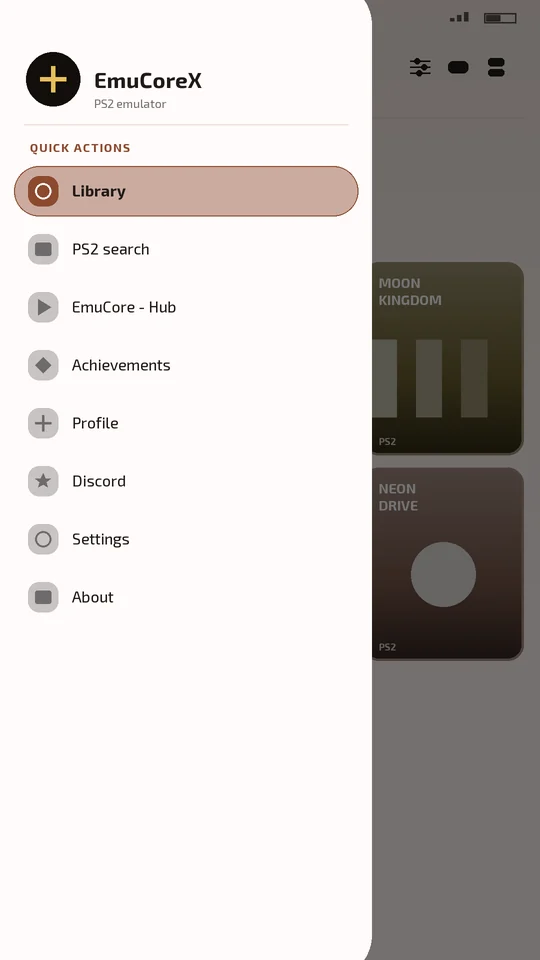 EmuCoreX
PS2 emulator
QUICK ACTIONS
Library
PS2 search
EmuCore - Hub
Achievements
Profile
Discord
Settings
About
MOON
KINGDOM
PS2
NEON
DRIVE
PS2